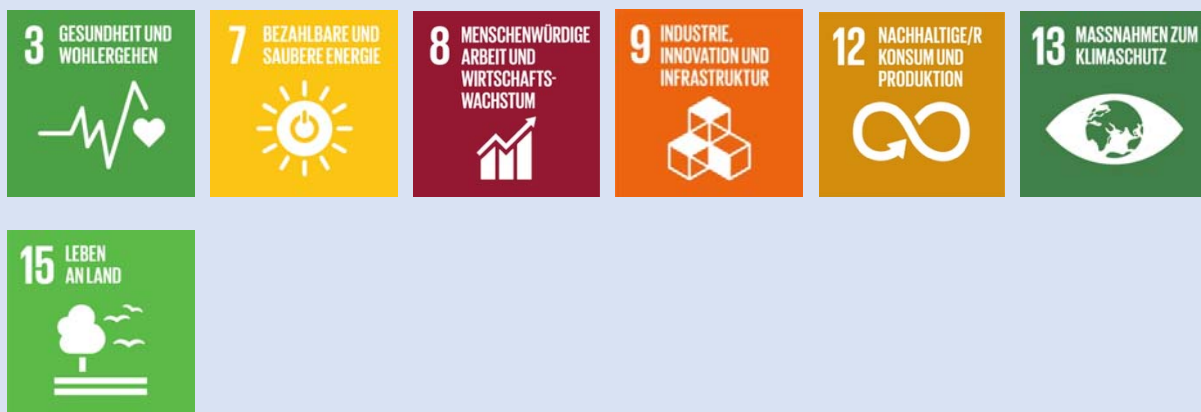 3 GESUNDHEIT UND
WOHLERGEHEN
7 BEZAHLBARE UND
SAUBERE ENERGIE
8 MENSCHENWÜRDIGE
ARBEIT UND
WIRTSCHAFTS-
WACHSTUM
9 INDUSTRIE,
INNOVATION UND
INFRASTRUKTUR
12 NACHHALTIGE/R
KONSUM UND
PRODUKTION
13 MASSNAHMEN ZUM
KLIMASCHUTZ
15 LEBEN
AN LAND